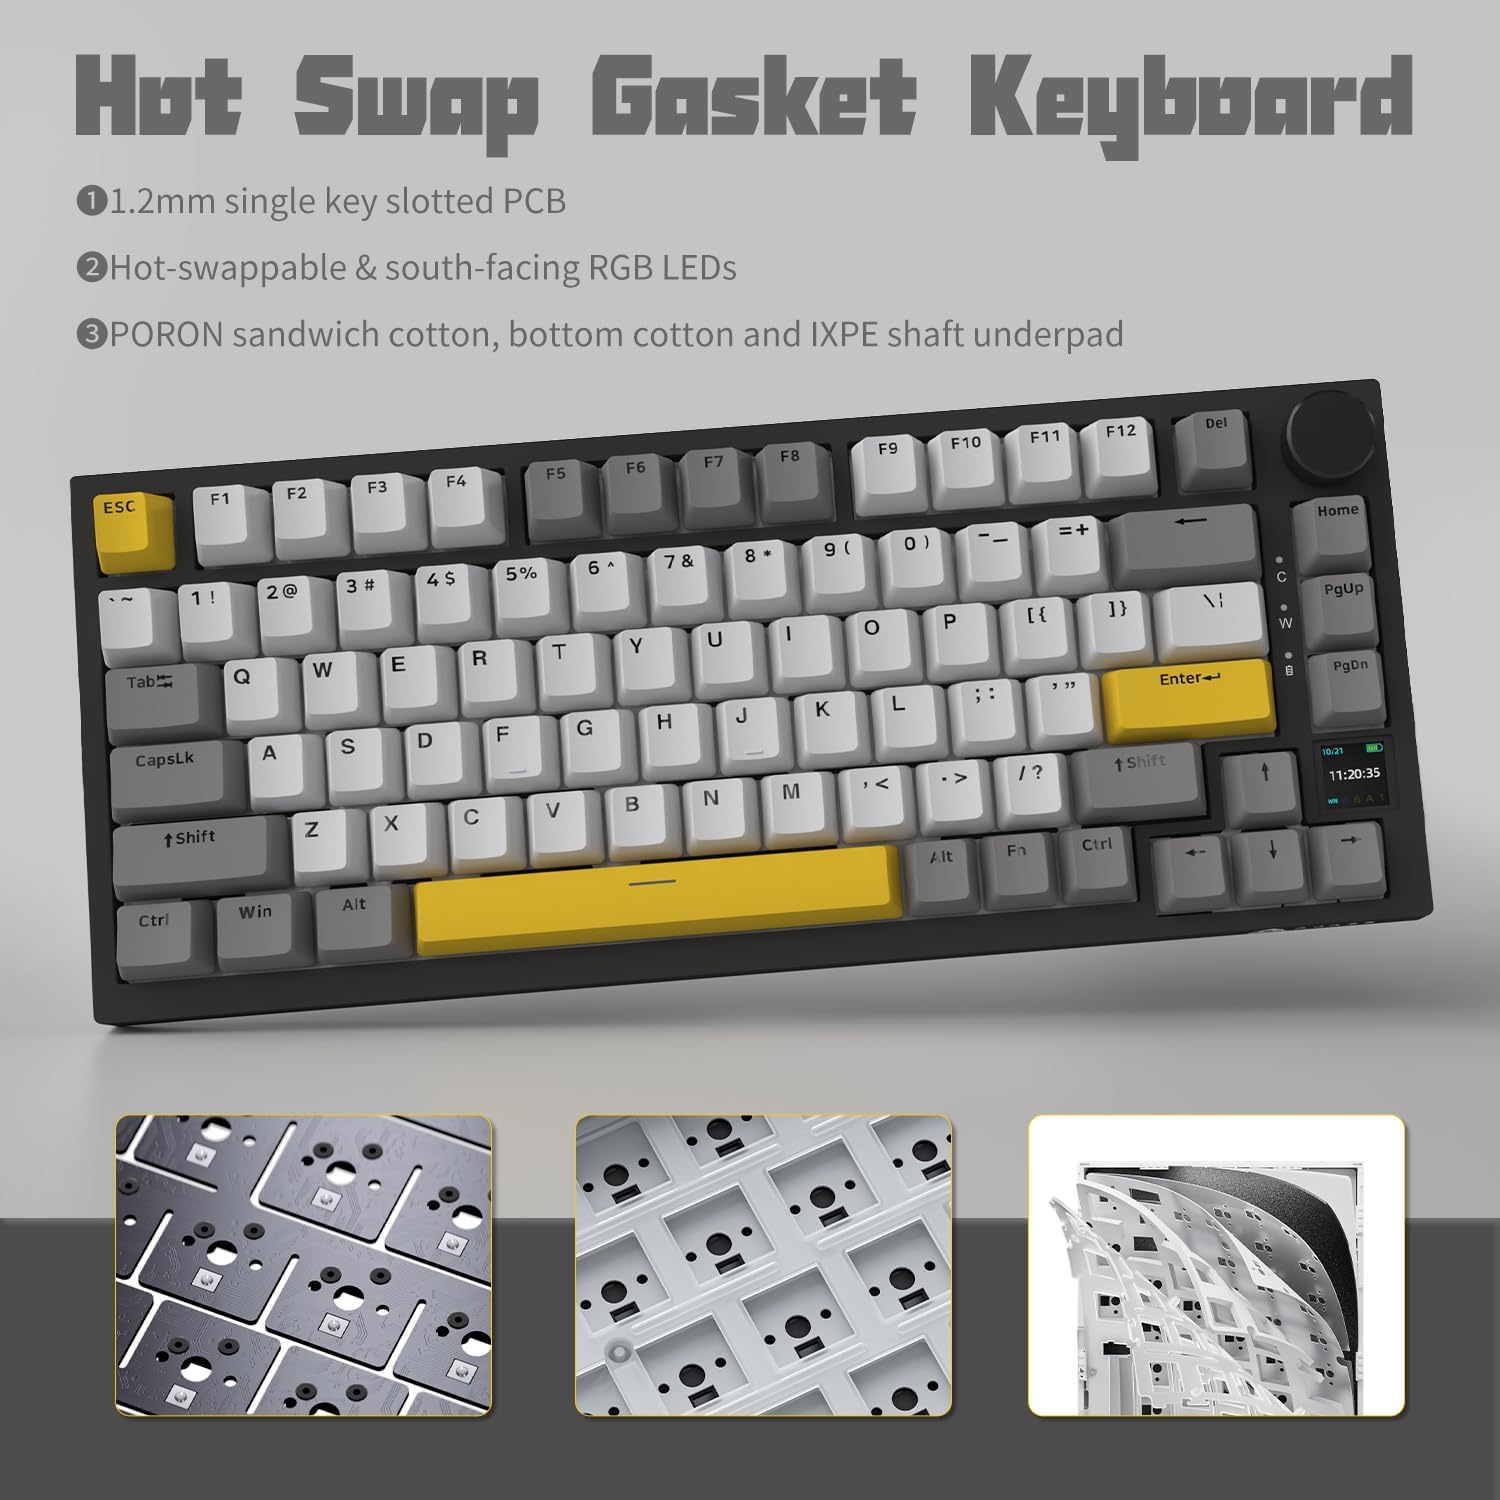 Hot Swap Gasket Keyboard
❶1.2mm single key slotted PCB
❷Hot-swappable & south-facing RGB LEDs
❸PORON sandwich cotton, bottom cotton and IXPE shaft underpad
ESC F1 F2 F3 F4 F5 F6 F7 F8 F9 F10 F11 F12 Del
` ~ 1 ! 2 @ 3 # 4 $ 5 % 6 ^ 7 & 8 * 9 ( 0 ) - _ = + ← Home
Tab↹ Q W E R T Y U I O P [ { ] } \ ¦ PgUp
CapsLk A S D F G H J K L ; : ' " Enter↵ PgDn
↑Shift Z X C V B N M , < . > / ? ↑Shift ↑
Ctrl Win Alt — Alt Fn Ctrl ← ↓ →
C
W
10/21
11:20:35